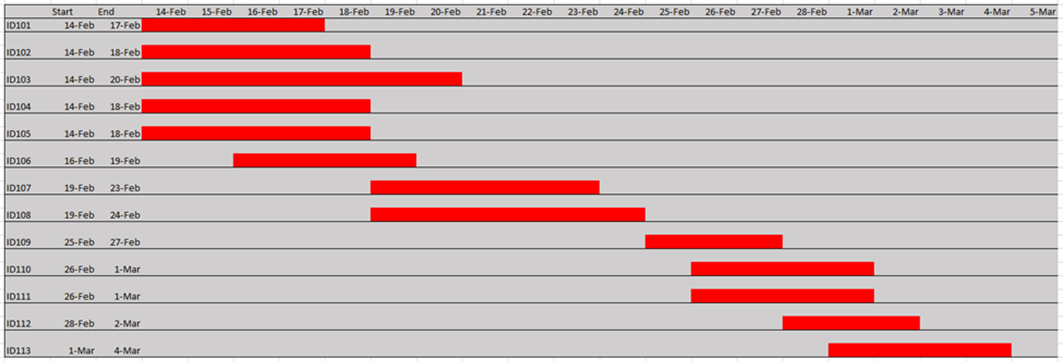 Start End 14-Feb 15-Feb 16-Feb 17-Feb 18-Feb 19-Feb 20-Feb 21-Feb 22-Feb 23-Feb 24-Feb 25-Feb 26-Feb 27-Feb 28-Feb 1-Mar 2-Mar 3-Mar 4-Mar 5-Mar
ID101 14-Feb 17-Feb
ID102 14-Feb 18-Feb
ID103 14-Feb 20-Feb
ID104 14-Feb 18-Feb
ID105 14-Feb 18-Feb
ID106 16-Feb 19-Feb
ID107 19-Feb 23-Feb
ID108 19-Feb 24-Feb
ID109 25-Feb 27-Feb
ID110 26-Feb 1-Mar
ID111 26-Feb 1-Mar
ID112 28-Feb 2-Mar
ID113 1-Mar 4-Mar